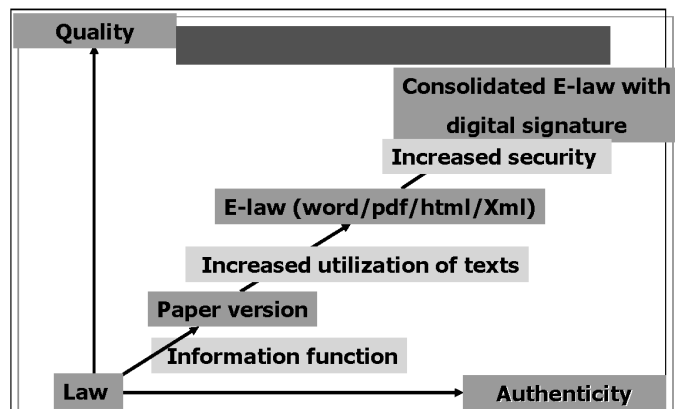 Quality
Consolidated E-law with
digital signature
Increased security
E-law (word/pdf/html/Xml)
Increased utilization of texts
Paper version
Information function
Law
Authenticity